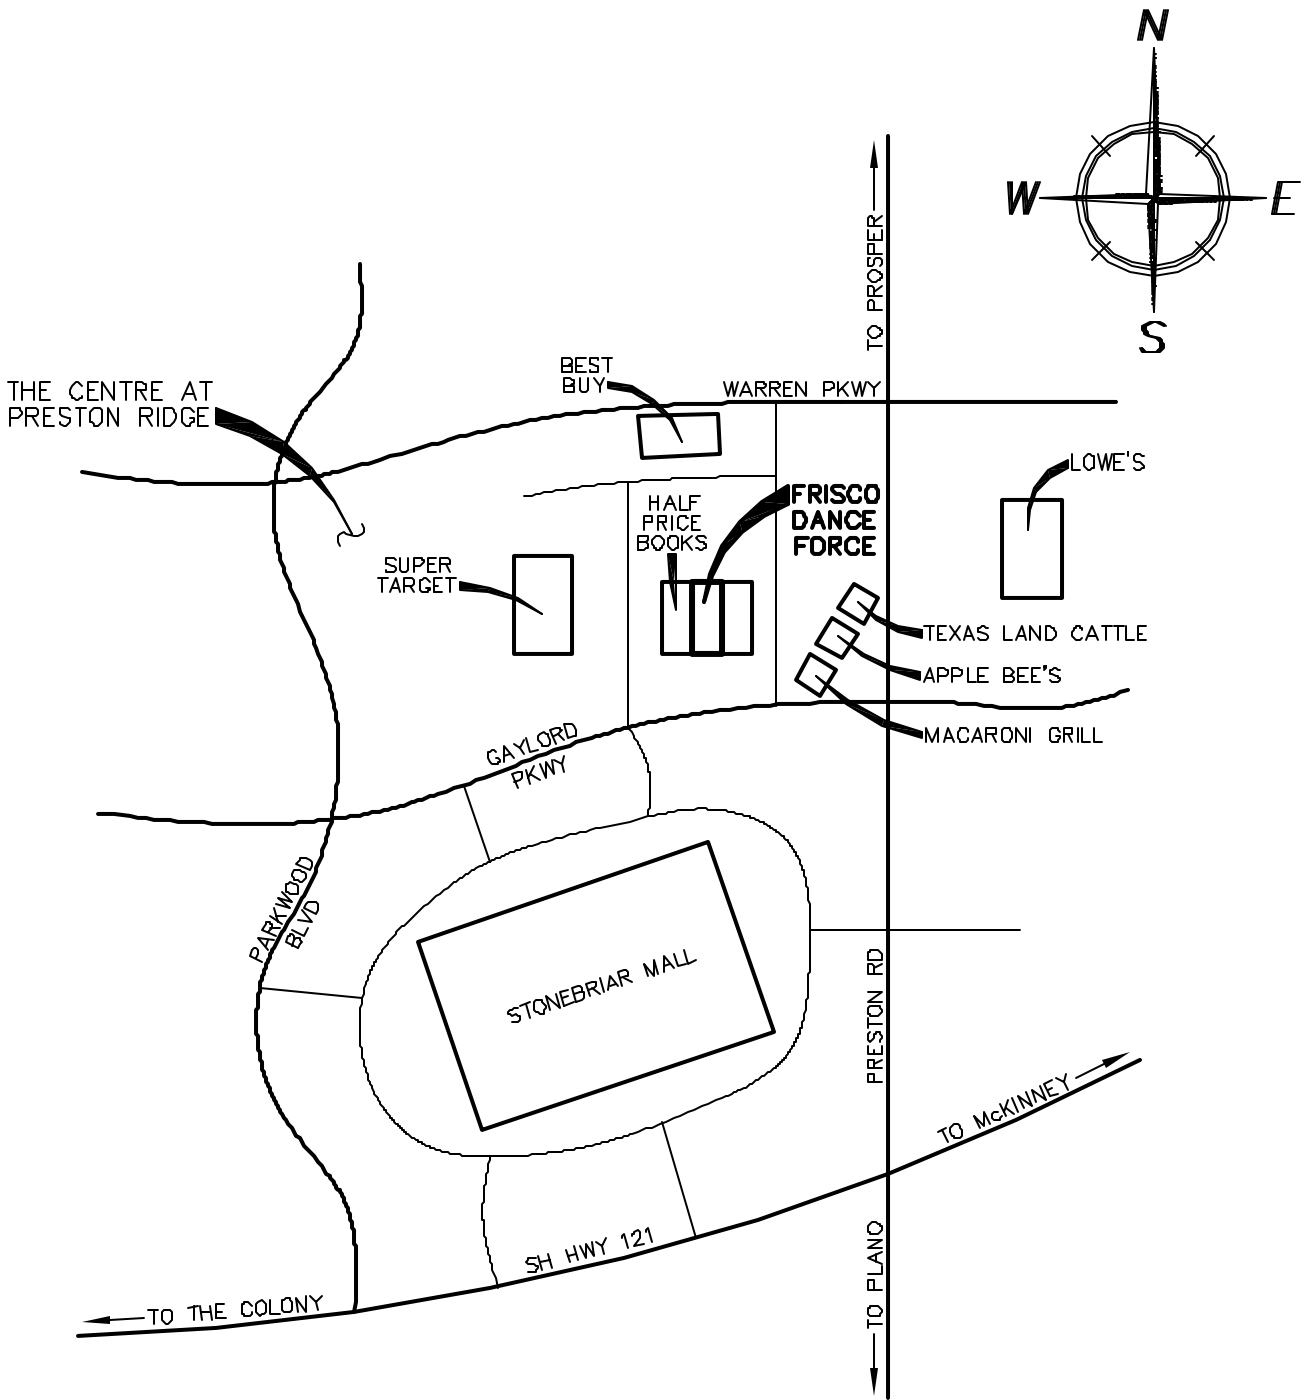 N
W
E
S
TO PROSPER
BEST
BUY
WARREN PKWY
THE CENTRE AT
PRESTON RIDGE
LOWE'S
HALF
PRICE
BOOKS
FRISCO
DANCE
FORCE
SUPER
TARGET
TEXAS LAND CATTLE
APPLE BEE'S
MACARONI GRILL
GAYLORD
PKWY
PARKWOOD
BLVD
STONEBRIAR MALL
PRESTON RD
TO McKINNEY
SH HWY 121
TO PLANO
TO THE COLONY